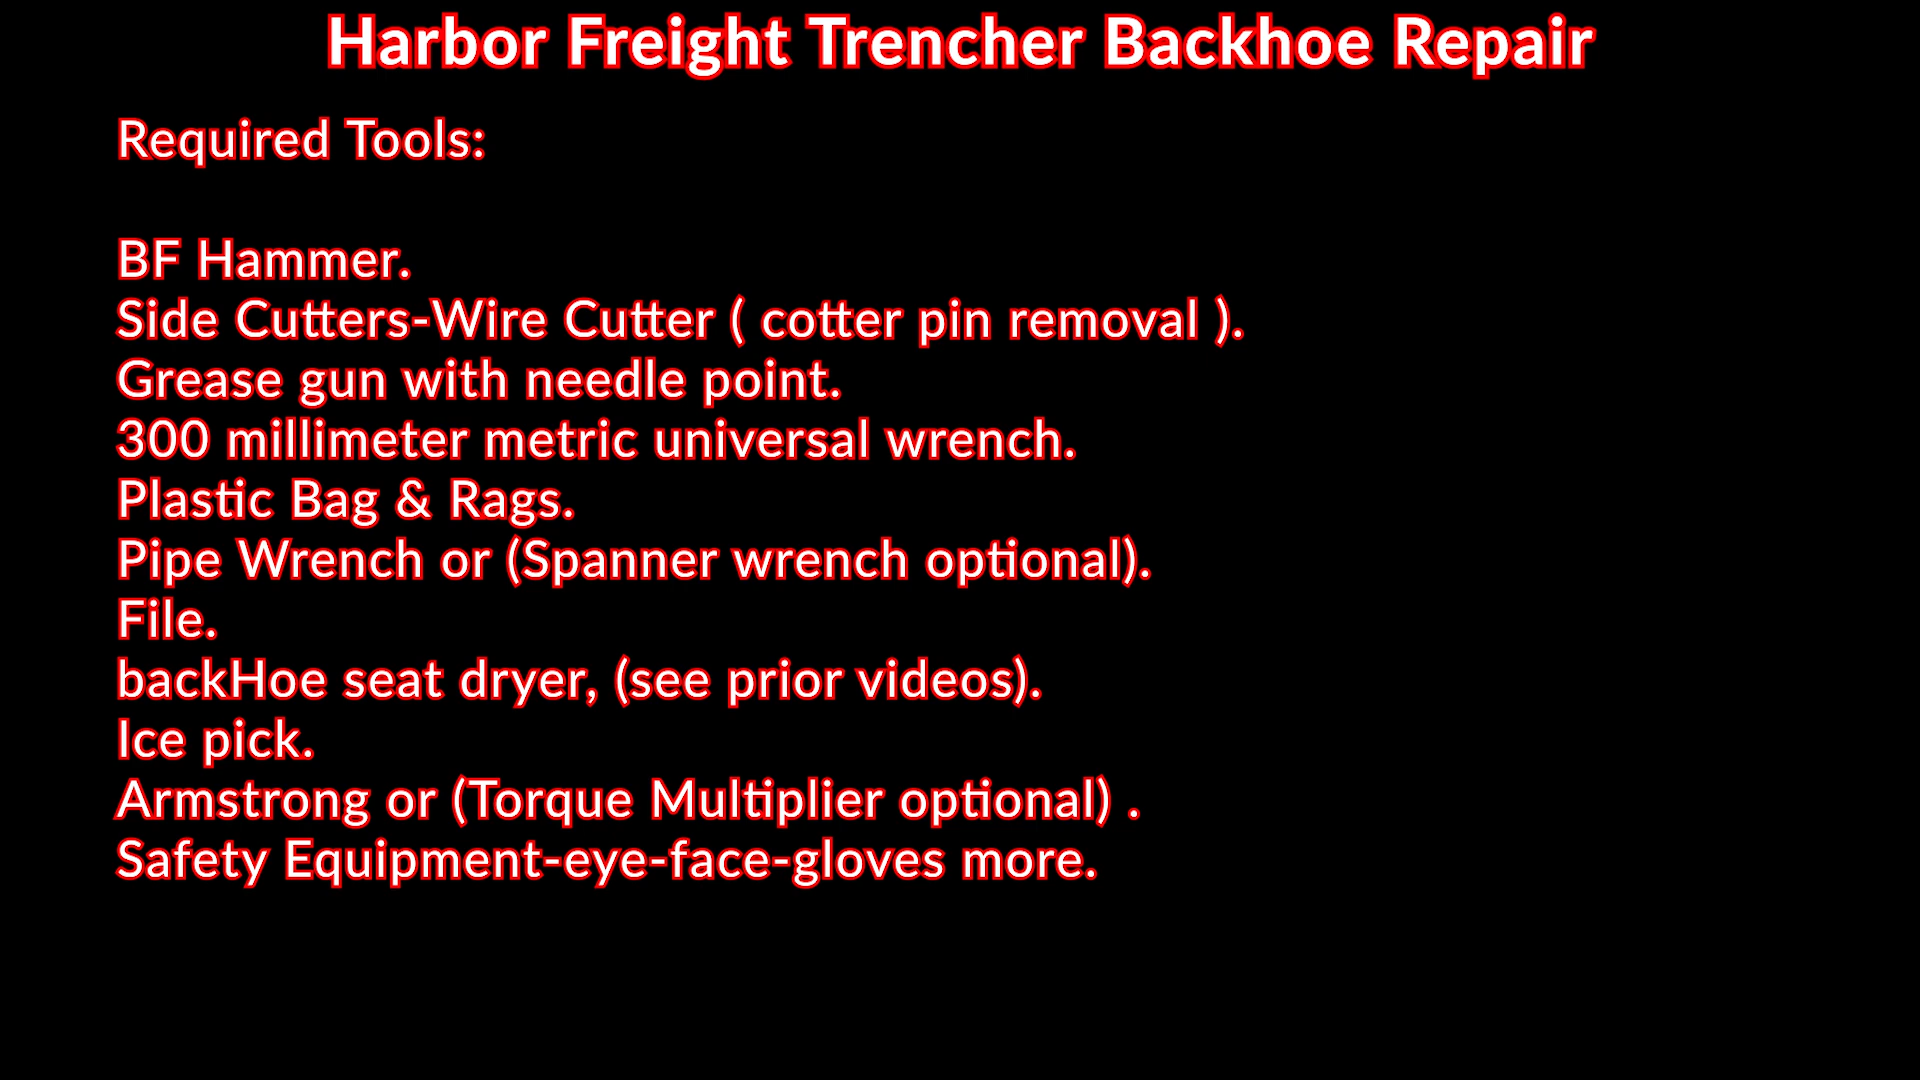 Harbor Freight Trencher Backhoe Repair
Required Tools:
BF Hammer.
Side Cutters-Wire Cutter ( cotter pin removal ).
Grease gun with needle point.
300 millimeter metric universal wrench.
Plastic Bag & Rags.
Pipe Wrench or (Spanner wrench optional).
File.
backHoe seat dryer, (see prior videos).
Ice pick.
Armstrong or (Torque Multiplier optional) .
Safety Equipment-eye-face-gloves more.